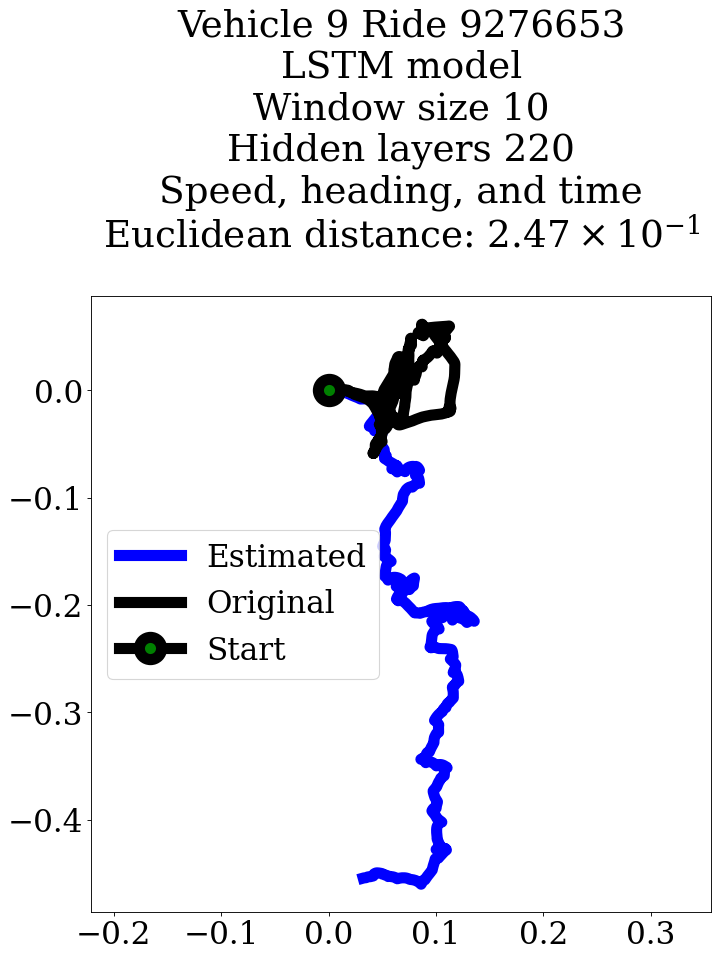 Vehicle 9 Ride 9276653
LSTM model
Window size 10
Hidden layers 220
Speed, heading, and time
Euclidean distance: 2.47 × 10⁻¹
0.0
−0.1
−0.2
−0.3
−0.4
Estimated
Original
Start
−0.2 −0.1 0.0 0.1 0.2 0.3